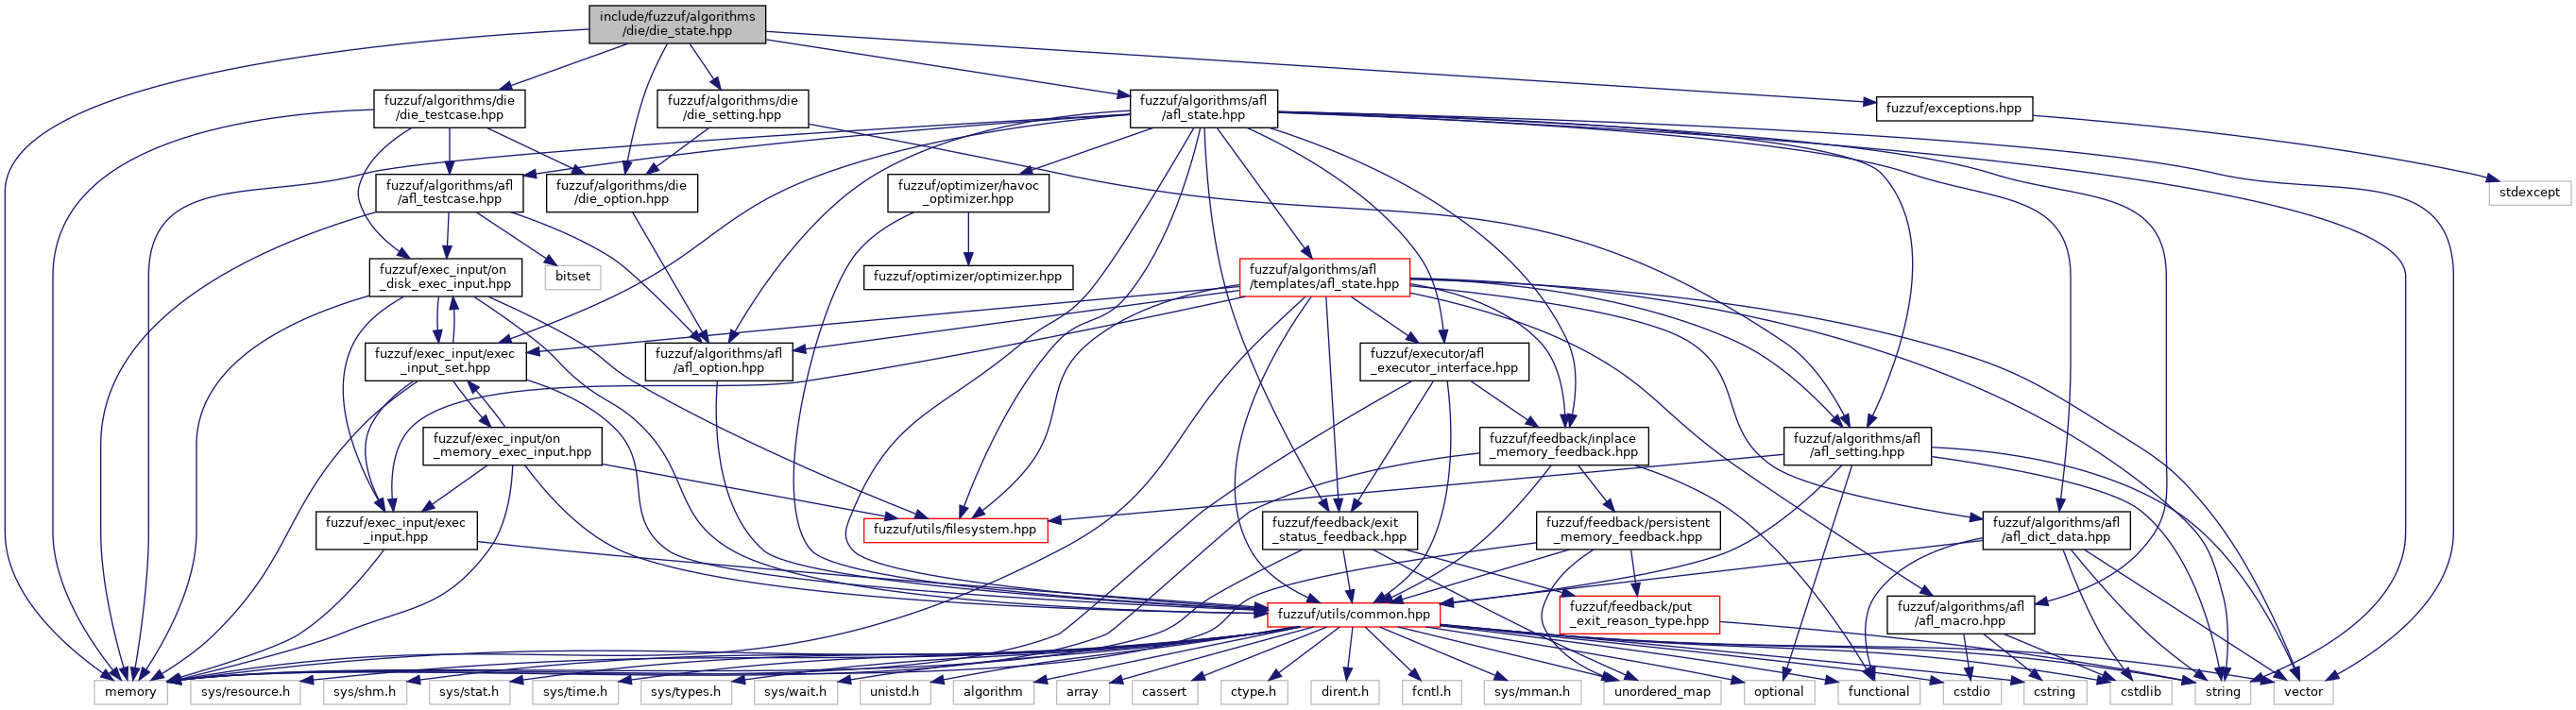 include/fuzzuf/algorithms
/die/die_state.hpp
fuzzuf/algorithms/die
/die_testcase.hpp
fuzzuf/algorithms/die
/die_setting.hpp
fuzzuf/algorithms/afl
/afl_state.hpp
fuzzuf/exceptions.hpp
fuzzuf/algorithms/afl
/afl_testcase.hpp
fuzzuf/algorithms/die
/die_option.hpp
fuzzuf/optimizer/havoc
_optimizer.hpp
stdexcept
fuzzuf/exec_input/on
_disk_exec_input.hpp
bitset
fuzzuf/optimizer/optimizer.hpp
fuzzuf/algorithms/afl
/templates/afl_state.hpp
fuzzuf/exec_input/exec
_input_set.hpp
fuzzuf/algorithms/afl
/afl_option.hpp
fuzzuf/executor/afl
_executor_interface.hpp
fuzzuf/exec_input/on
_memory_exec_input.hpp
fuzzuf/feedback/inplace
_memory_feedback.hpp
fuzzuf/algorithms/afl
/afl_setting.hpp
fuzzuf/exec_input/exec
_input.hpp
fuzzuf/utils/filesystem.hpp
fuzzuf/feedback/exit
_status_feedback.hpp
fuzzuf/feedback/persistent
_memory_feedback.hpp
fuzzuf/algorithms/afl
/afl_dict_data.hpp
fuzzuf/utils/common.hpp
fuzzuf/feedback/put
_exit_reason_type.hpp
fuzzuf/algorithms/afl
/afl_macro.hpp
memory
sys/resource.h
sys/shm.h
sys/stat.h
sys/time.h
sys/types.h
sys/wait.h
unistd.h
algorithm
array
cassert
ctype.h
dirent.h
fcntl.h
sys/mman.h
unordered_map
optional
functional
cstdio
cstring
cstdlib
string
vector